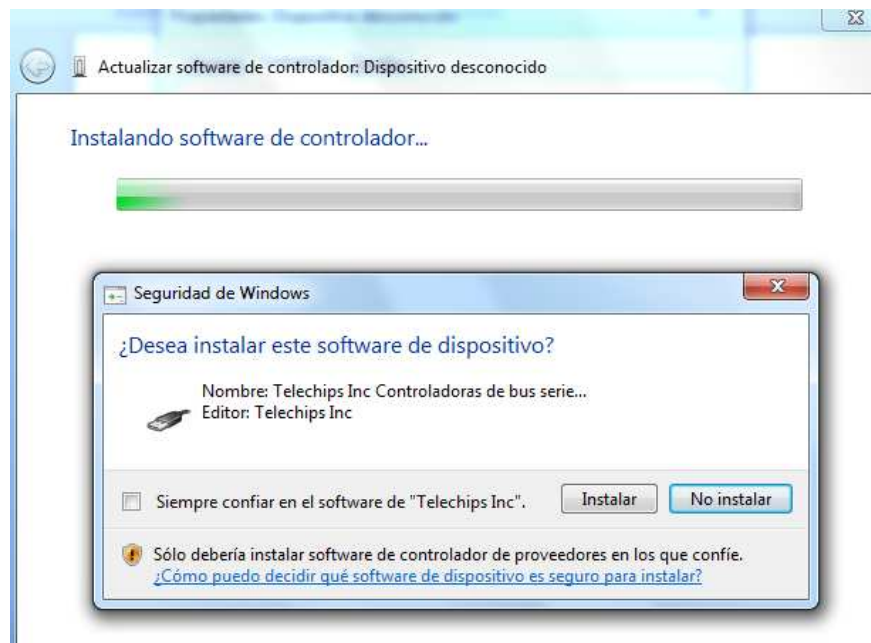 Actualizar software de controlador: Dispositivo desconocido
Instalando software de controlador...
Seguridad de Windows
¿Desea instalar este software de dispositivo?
Nombre: Telechips Inc Controladoras de bus serie...
Editor: Telechips Inc
Siempre confiar en el software de "Telechips Inc".
Instalar
No instalar
Sólo debería instalar software de controlador de proveedores en los que confíe.
¿Cómo puedo decidir qué software de dispositivo es seguro para instalar?